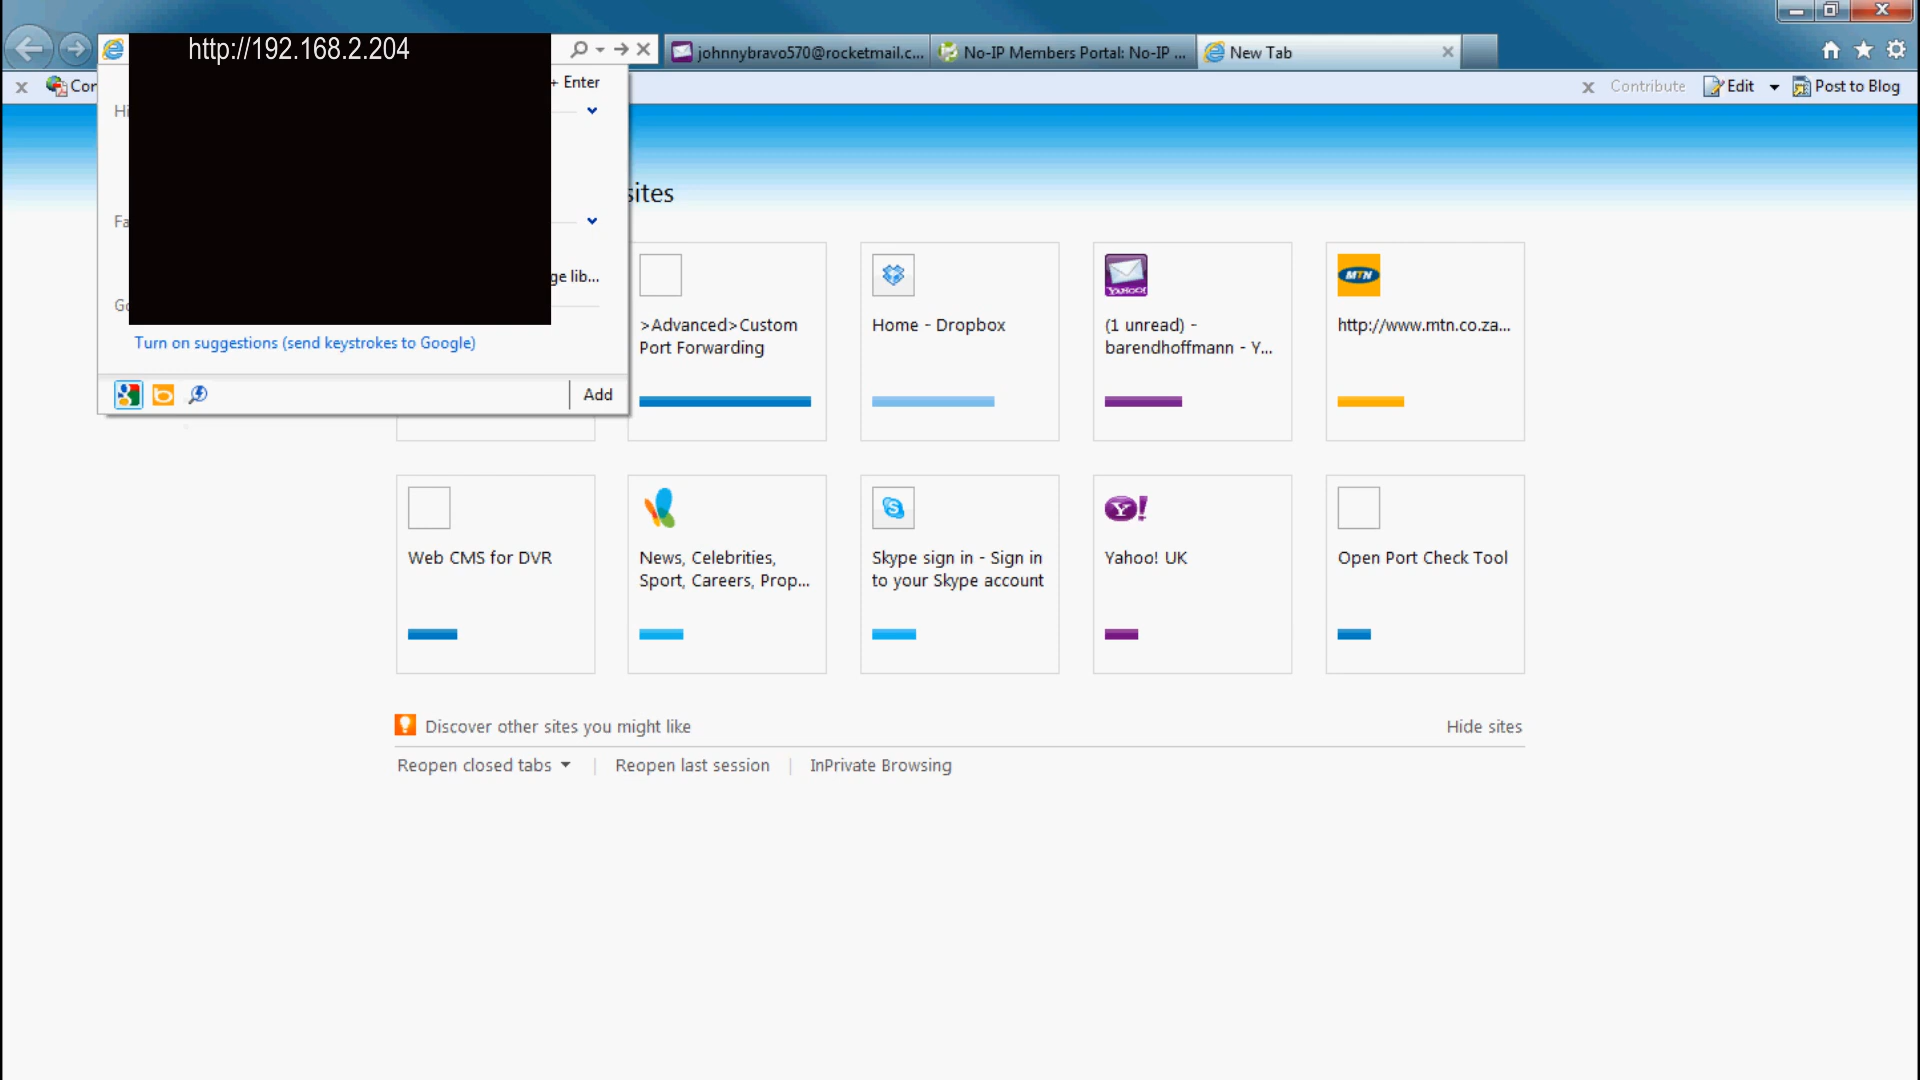 http://192.168.2.204
johnnybravo570@rocketmail.c...
No-IP Members Portal: No-IP ...
New Tab
+ Enter
Contribute
Edit
Post to Blog
sites
ge lib...
Turn on suggestions (send keystrokes to Google)
Add
>Advanced>Custom
Port Forwarding
Home - Dropbox
YAHOO!
(1 unread) -
barendhoffmann - Y...
MTN
http://www.mtn.co.za...
Web CMS for DVR
News, Celebrities,
Sport, Careers, Prop...
Skype sign in - Sign in
to your Skype account
Y!
Yahoo! UK
Open Port Check Tool
Discover other sites you might like
Hide sites
Reopen closed tabs
Reopen last session
InPrivate Browsing